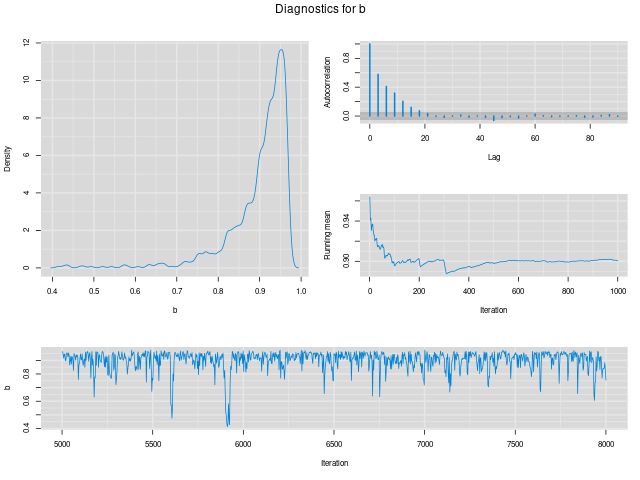 Diagnostics for b
Density
0 2 4 6 8 10 12
0.4 0.5 0.6 0.7 0.8 0.9 1.0
b
Autocorrelation
0.0 0.4 0.8
0 20 40 60 80
Lag
Running mean
0.90 0.94
0 200 400 600 800 1000
Iteration
b
0.4 0.6 0.8
5000 5500 6000 6500 7000 7500 8000
Iteration